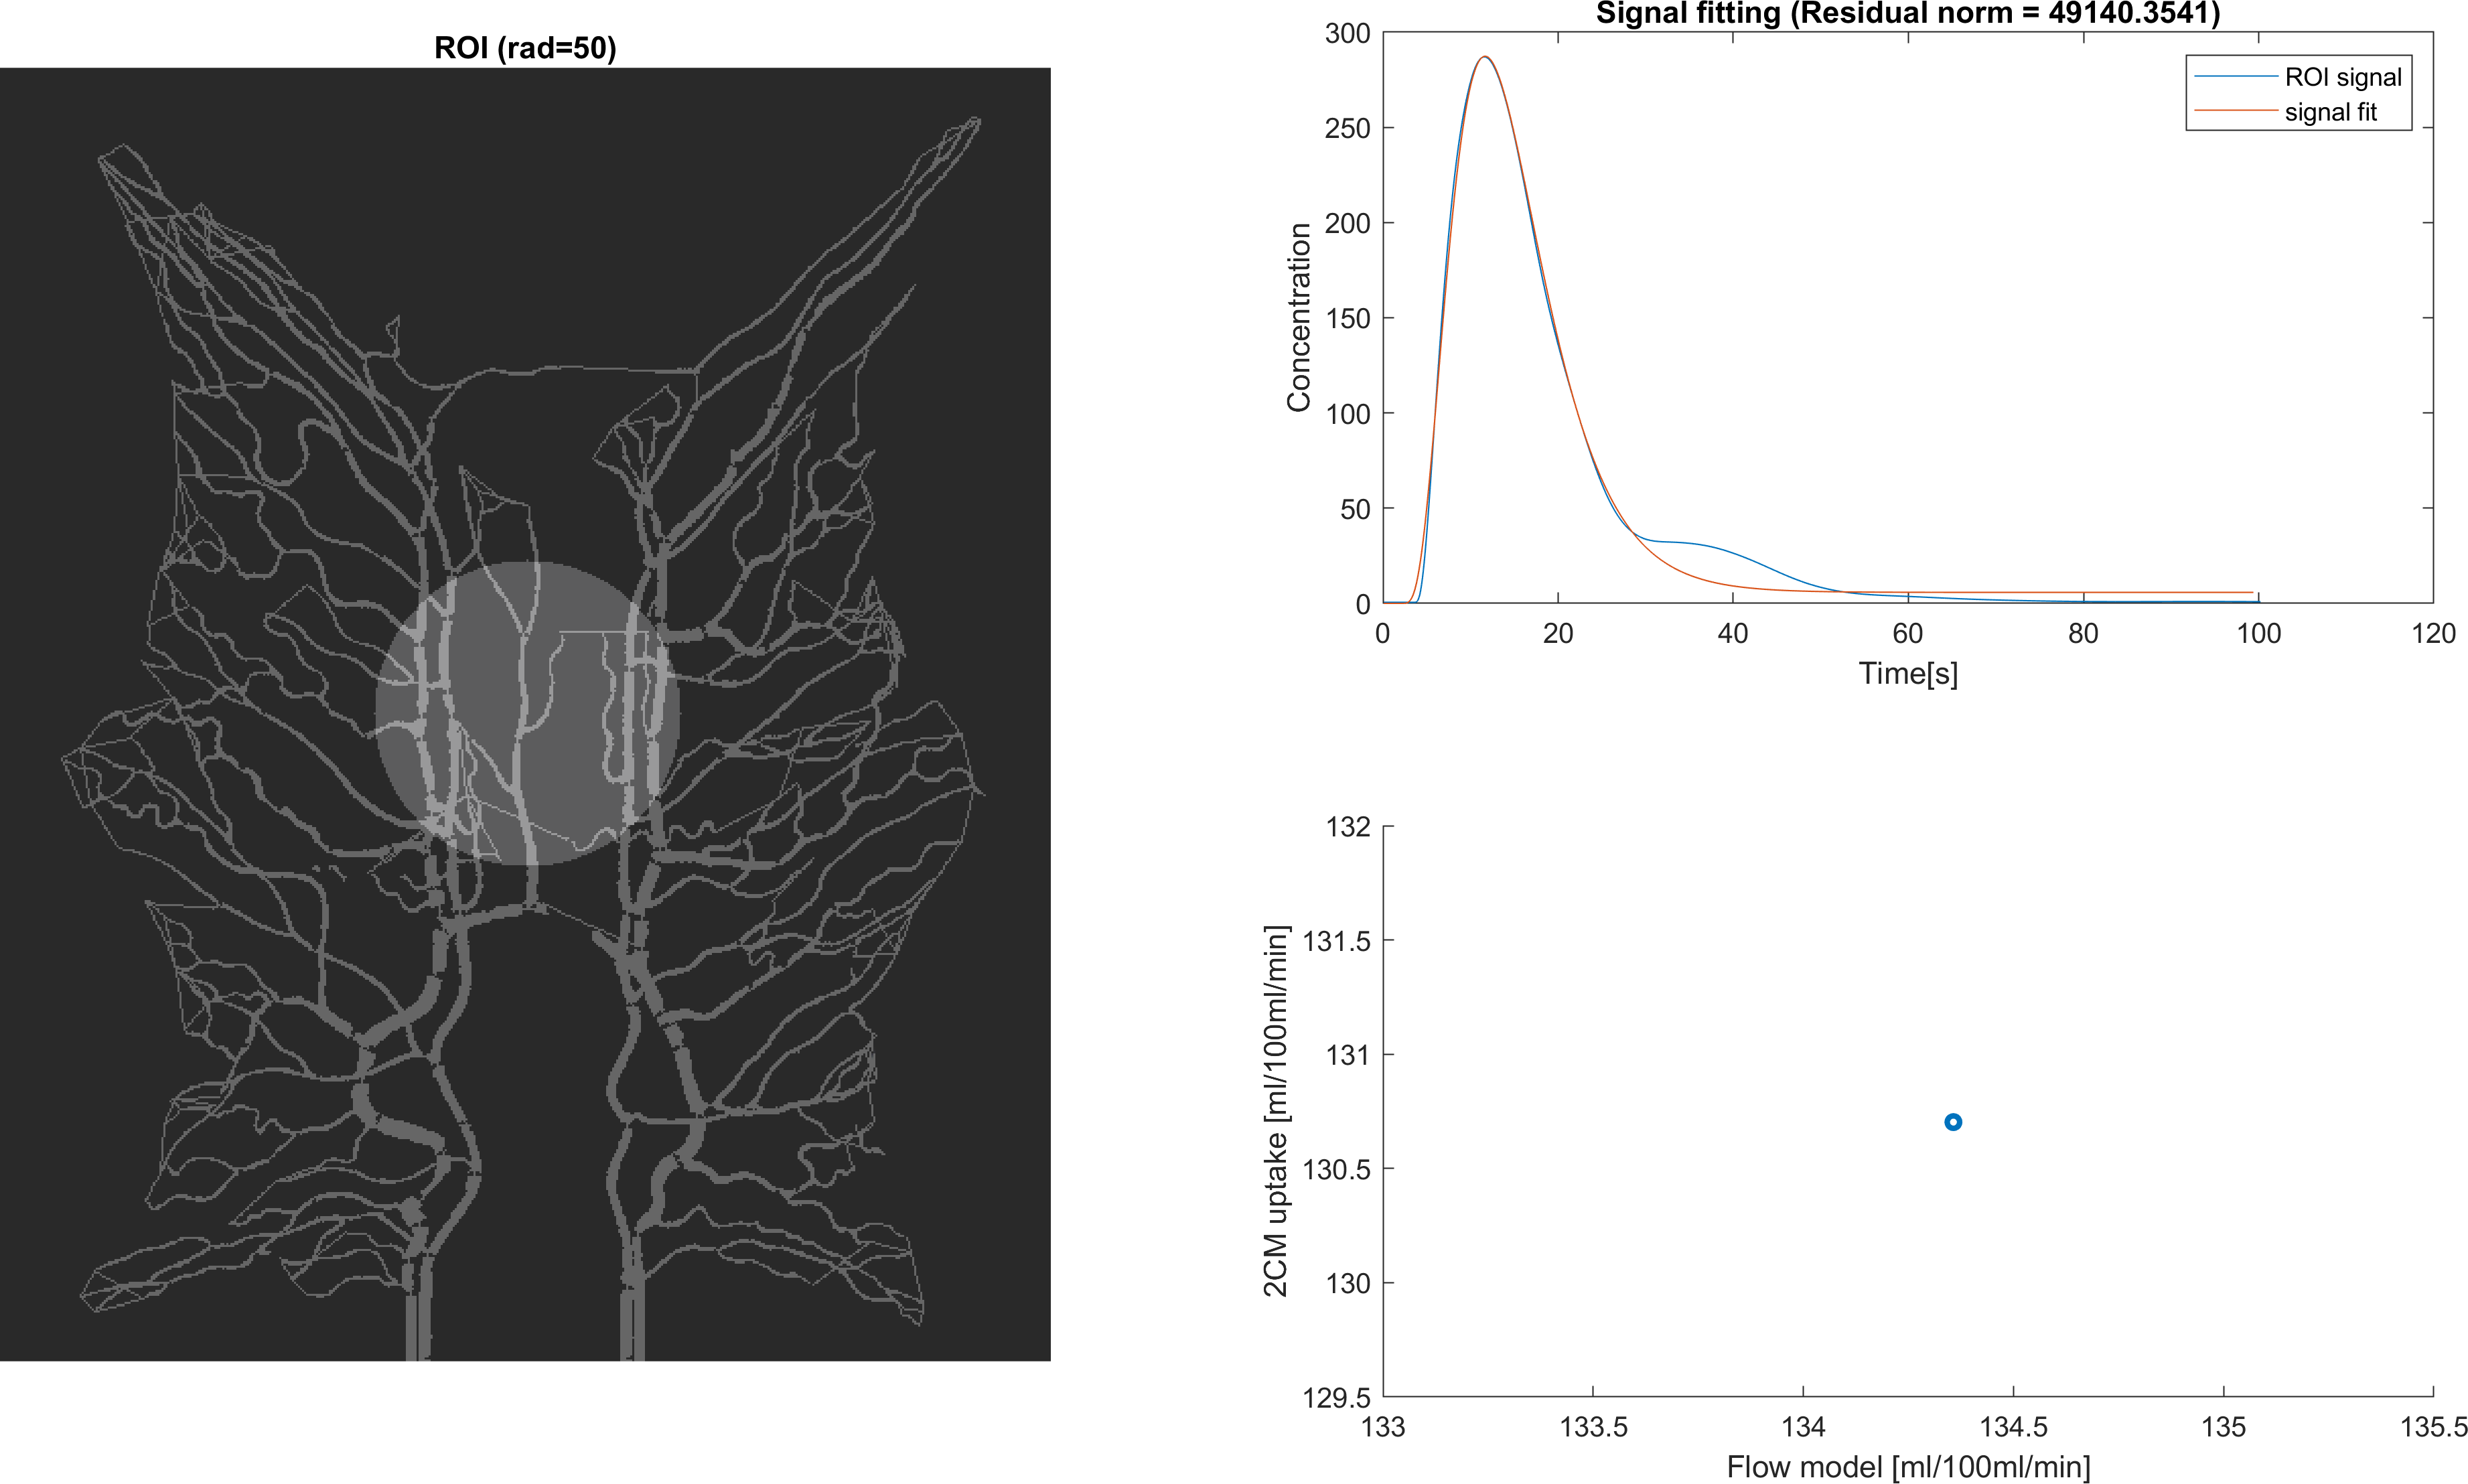 ROI (rad=50)
Signal fitting (Residual norm = 49140.3541)
300
250
200
150
100
50
0
Concentration
ROI signal
signal fit
0 20 40 60 80 100 120
Time[s]
132
131.5
131
130.5
130
129.5
2CM uptake [ml/100ml/min]
133 133.5 134 134.5 135 135.5
Flow model [ml/100ml/min]